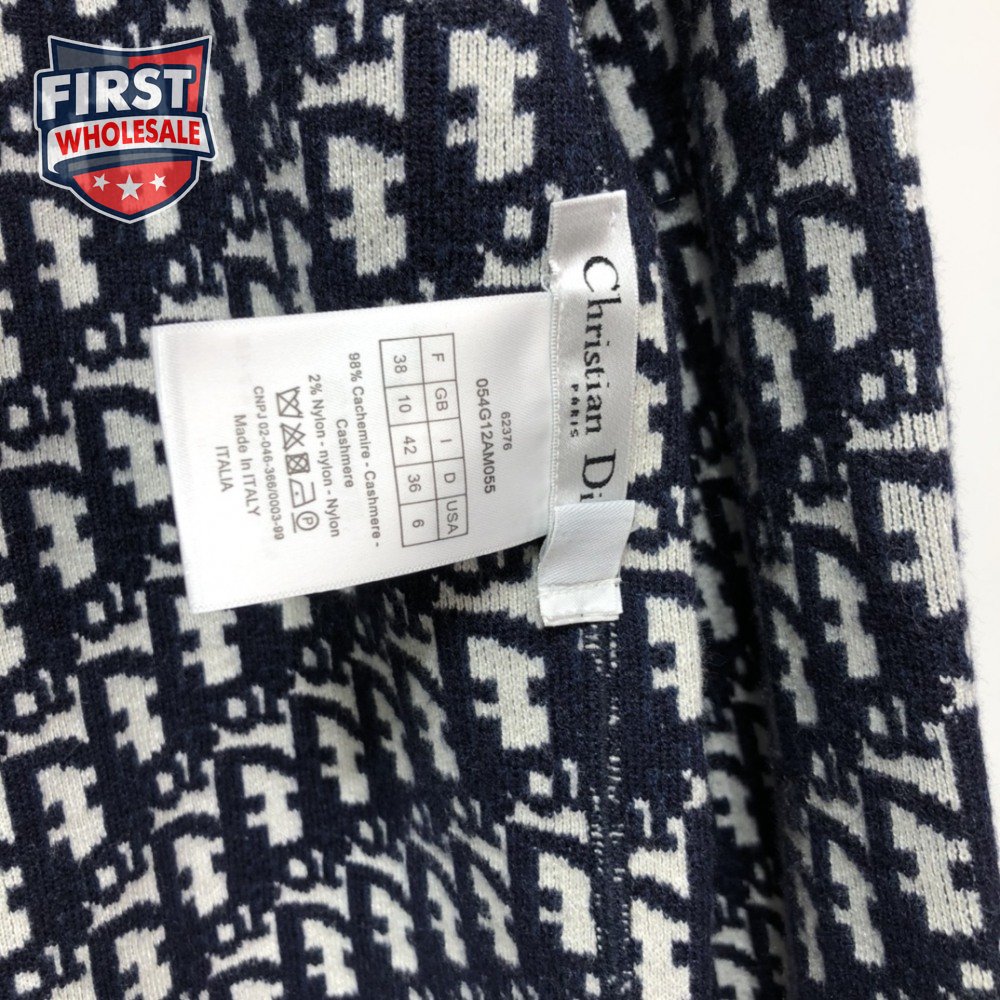 FIRST
WHOLESALE
Christian Di
PARIS
62376
054G12AM055
F GB I D USA
38 10 42 36 6
98% Cachemire - Cashmere -
Cashmere
2% Nylon - nylon - Nylon
P
CNPJ 02-046-366/0003-99
Made In ITALY
ITALIA